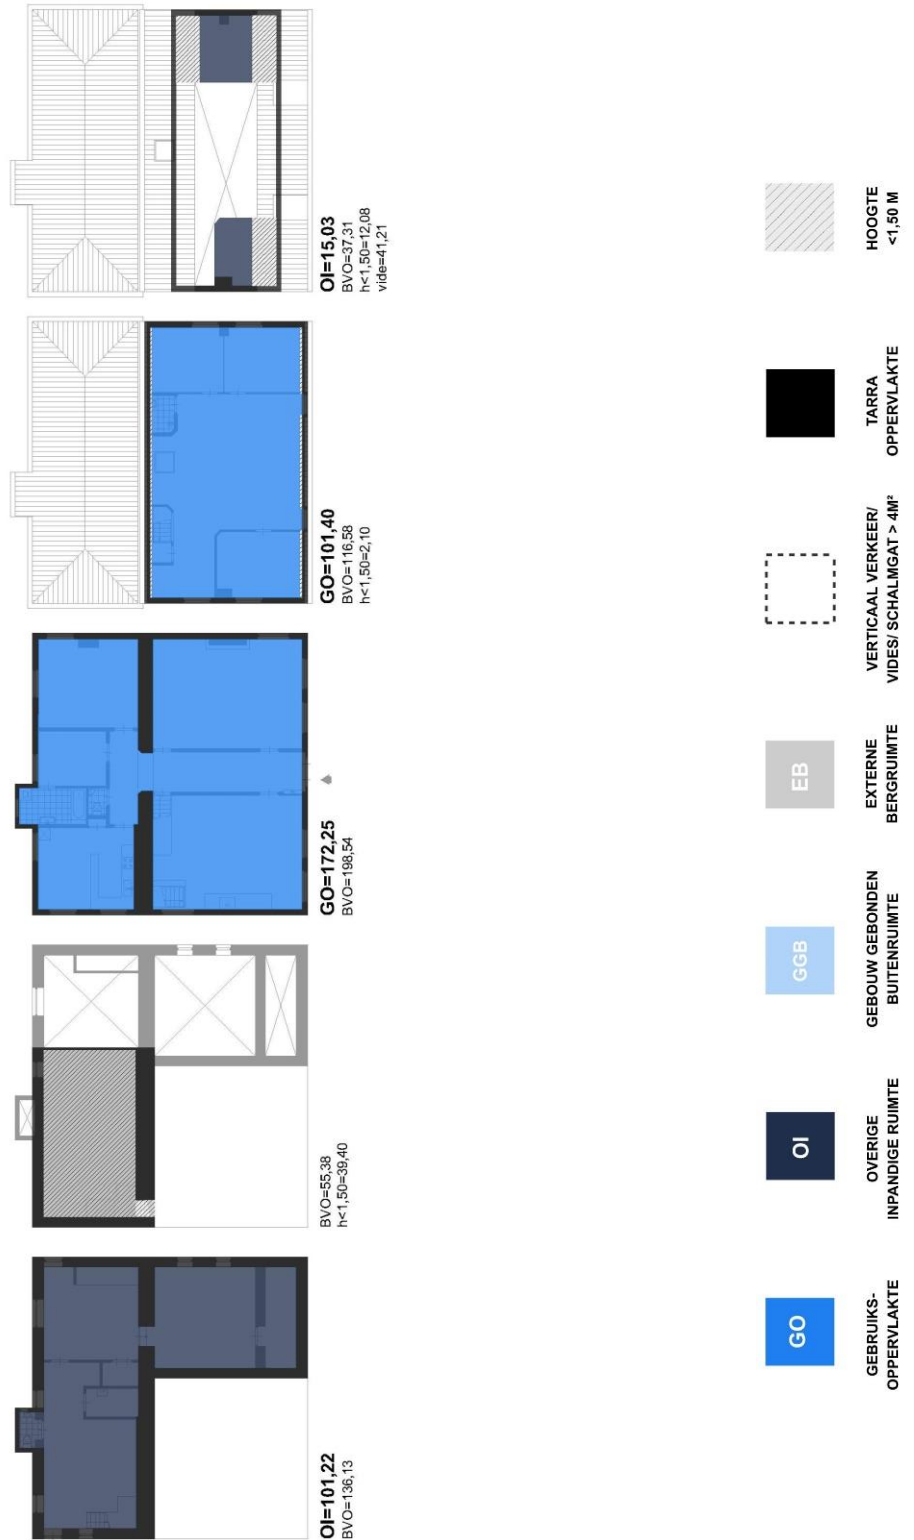 OI=101,22
BVO=136,13
BVO=55,38
h<1,50=39,40
GO=172,25
BVO=198,54
GO=101,40
BVO=116,58
h<1,50=2,10
OI=15,03
BVO=37,31
h<1,50=12,08
vide=41,21
GO
GEBRUIKS-
OPPERVLAKTE
OI
OVERIGE
INPANDIGE RUIMTE
GGB
GEBOUW GEBONDEN
BUITENRUIMTE
EB
EXTERNE
BERGRUIMTE
VERTICAAL VERKEER/
VIDES/ SCHALMGAT > 4M²
TARRA
OPPERVLAKTE
HOOGTE
<1,50 M